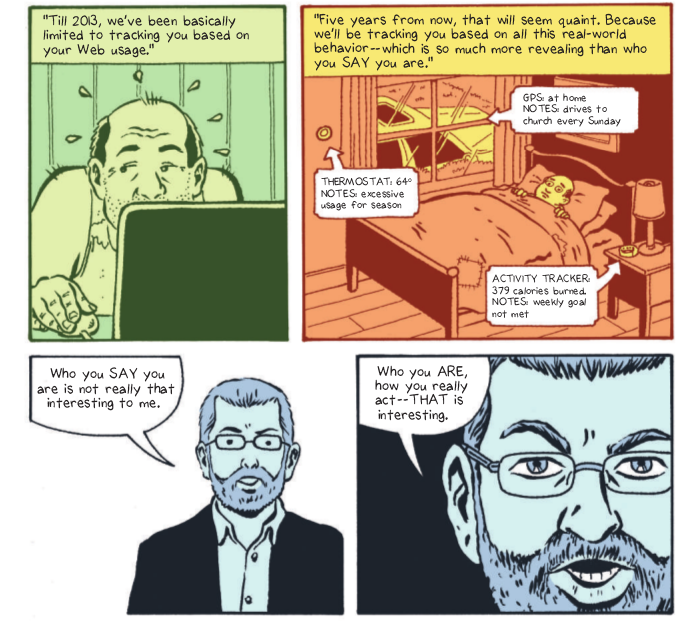 "Till 2013, we've been basically
limited to tracking you based on
your Web usage."
"Five years from now, that will seem quaint. Because
we'll be tracking you based on all this real-world
behavior--which is so much more revealing than who
you SAY you are."
GPS: at home
NOTES: drives to
church every Sunday
THERMOSTAT: 64°
NOTES: excessive
usage for season
ACTIVITY TRACKER:
379 calories burned.
NOTES: weekly goal
not met
Who you SAY you
are is not really that
interesting to me.
Who you ARE,
how you really
act--THAT is
interesting.